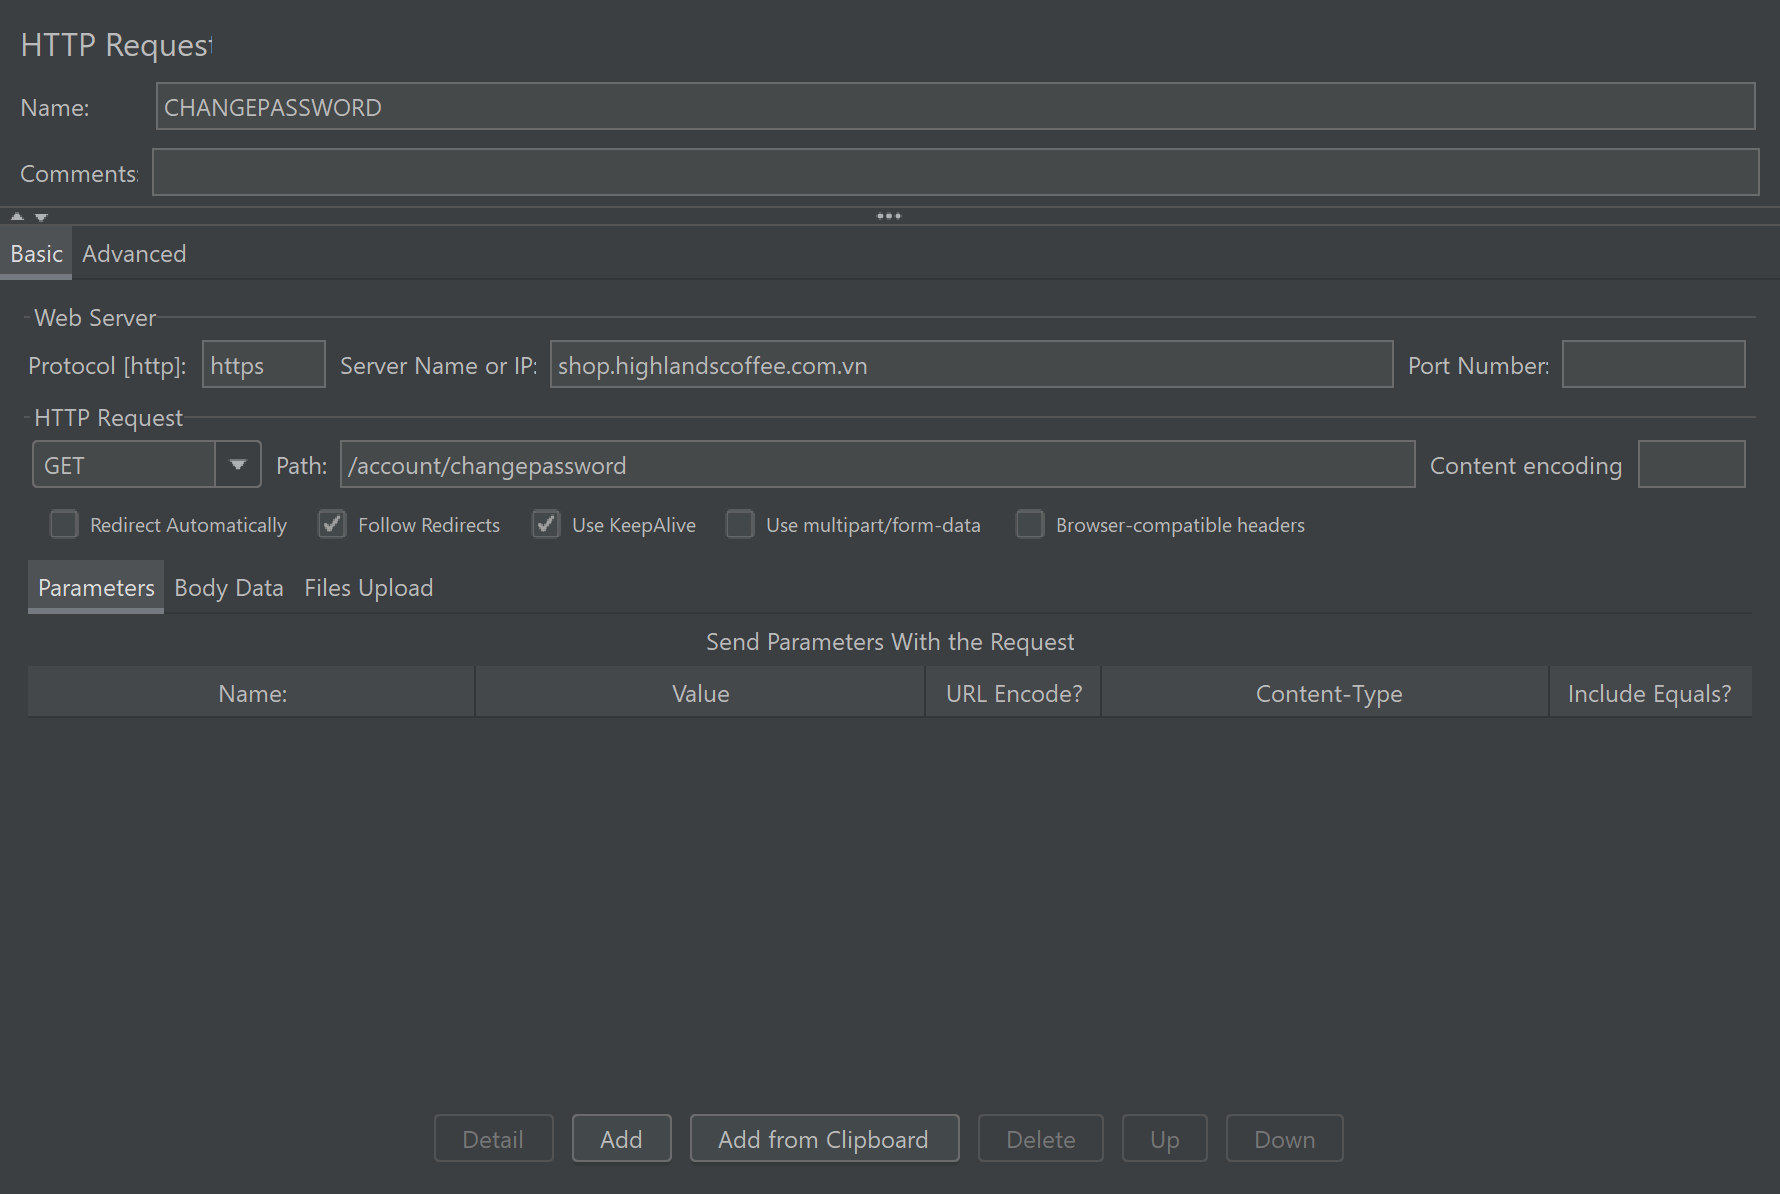 HTTP Request
Name: CHANGEPASSWORD
Comments:
Basic Advanced
Web Server
Protocol [http]: https Server Name or IP: shop.highlandscoffee.com.vn Port Number:
HTTP Request
GET Path: /account/changepassword Content encoding
Redirect Automatically Follow Redirects Use KeepAlive Use multipart/form-data Browser-compatible headers
Parameters Body Data Files Upload
Send Parameters With the Request
Name: Value URL Encode? Content-Type Include Equals?
Detail Add Add from Clipboard Delete Up Down